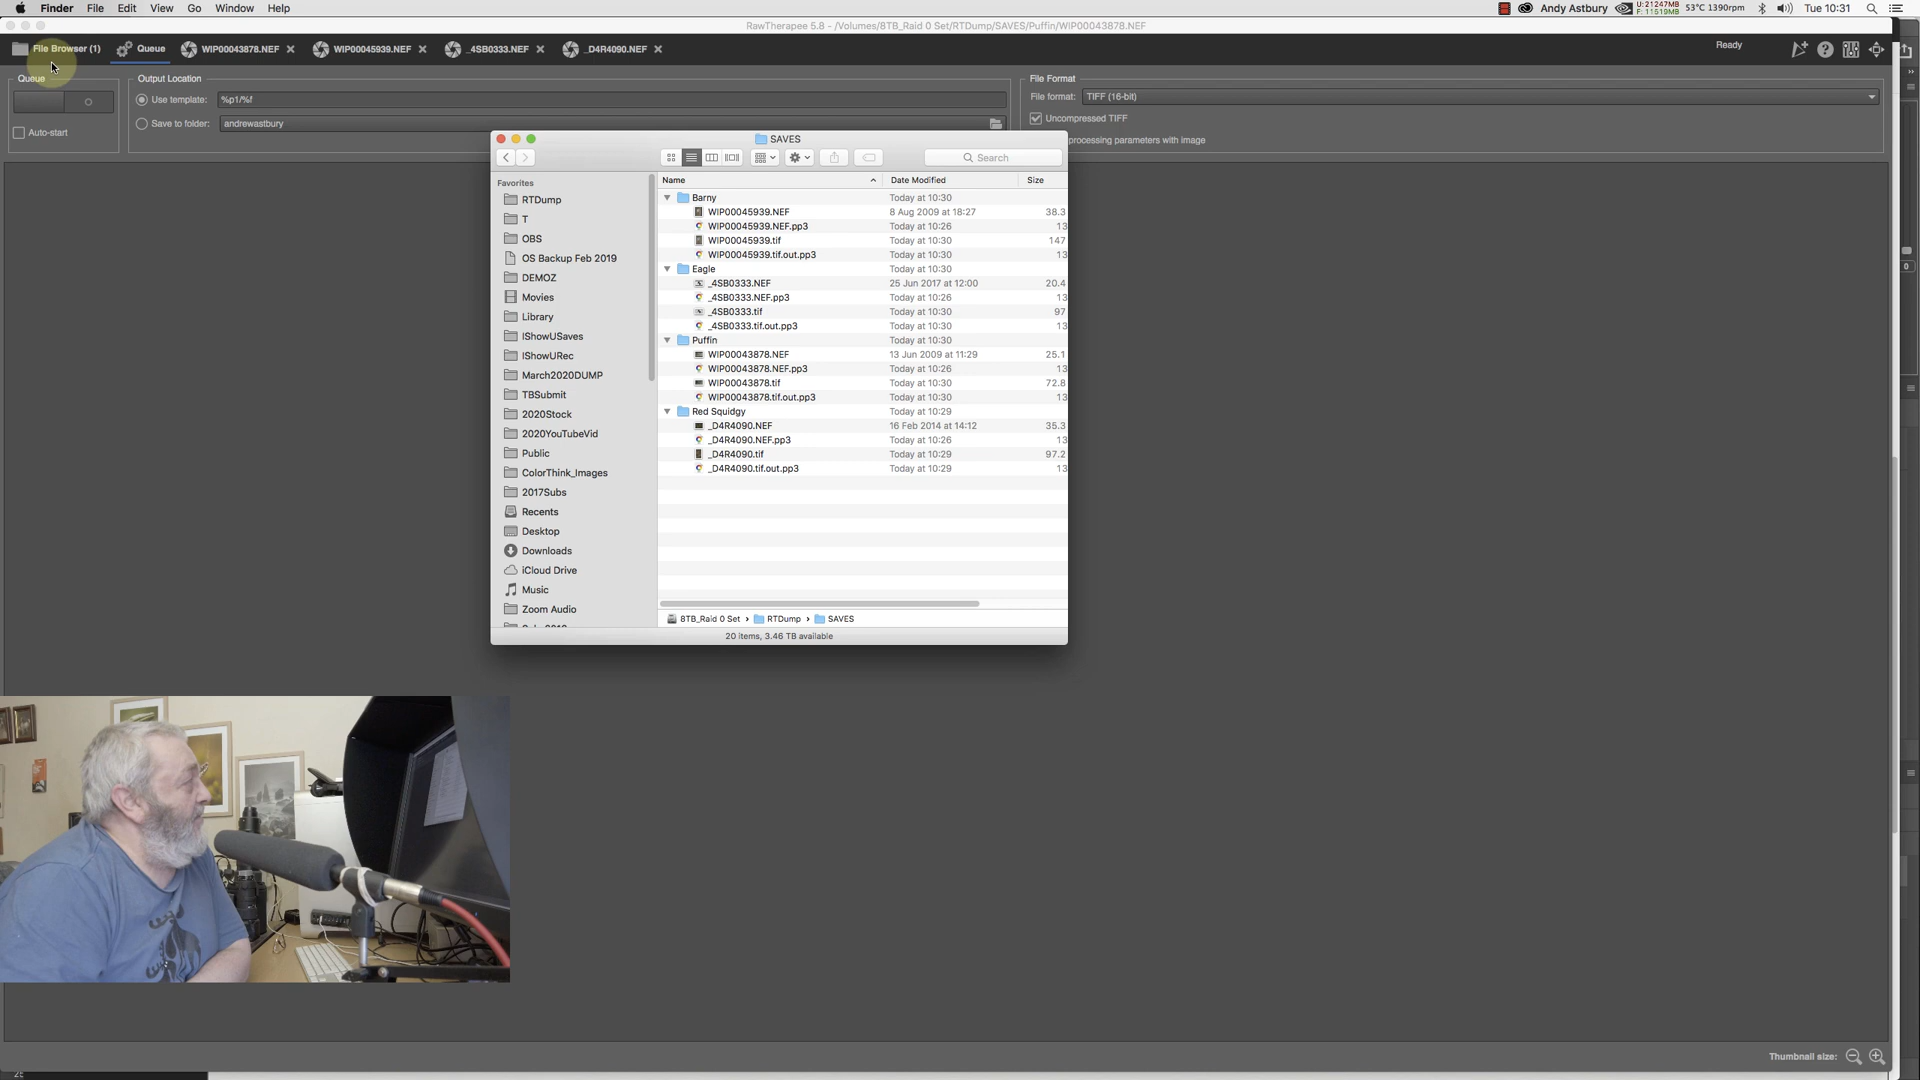 Finder File Edit View Go Window Help
Andy Astbury U: 21247MB F: 11519MB 53°C 1390rpm Tue 10:31
RawTherapee 5.8 - /Volumes/8TB_Raid 0 Set/RTDump/SAVES/Puffin/WIP00043878.NEF
File Browser (1) Queue WIP00043878.NEF WIP00045939.NEF _4SB0333.NEF _D4R4090.NEF Ready
Queue Output Location File Format
Use template: %p1/%f File format: TIFF (16-bit)
Save to folder: andrewastbury Uncompressed TIFF
Auto-start processing parameters with image
SAVES
Search
Favorites
RTDump
T
OBS
OS Backup Feb 2019
DEMOZ
Movies
Library
IShowUSaves
IShowURec
March2020DUMP
TBSubmit
2020Stock
2020YouTubeVid
Public
ColorThink_Images
2017Subs
Recents
Desktop
Downloads
iCloud Drive
Music
Zoom Audio
Name Date Modified Size
Barny Today at 10:30
WIP00045939.NEF 8 Aug 2009 at 18:27 38.3
WIP00045939.NEF.pp3 Today at 10:26 13
WIP00045939.tif Today at 10:30 147
WIP00045939.tif.out.pp3 Today at 10:30 13
Eagle Today at 10:30
_4SB0333.NEF 25 Jun 2017 at 12:00 20.4
_4SB0333.NEF.pp3 Today at 10:26 13
_4SB0333.tif Today at 10:30 97
_4SB0333.tif.out.pp3 Today at 10:30 13
Puffin Today at 10:30
WIP00043878.NEF 13 Jun 2009 at 11:29 25.1
WIP00043878.NEF.pp3 Today at 10:26 13
WIP00043878.tif Today at 10:30 72.8
WIP00043878.tif.out.pp3 Today at 10:30 13
Red Squidgy Today at 10:29
_D4R4090.NEF 16 Feb 2014 at 14:12 35.3
_D4R4090.NEF.pp3 Today at 10:26 13
_D4R4090.tif Today at 10:29 97.2
_D4R4090.tif.out.pp3 Today at 10:29 13
8TB_Raid 0 Set › RTDump › SAVES
20 items, 3.46 TB available
Thumbnail size: